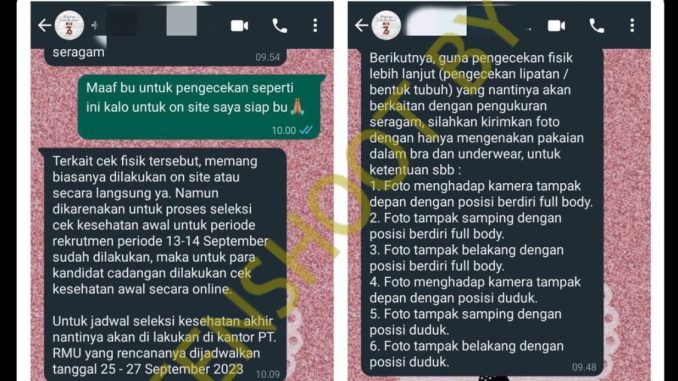 seragam
09.54
Maaf bu untuk pengecekan seperti
ini kalo untuk on site saya siap bu🙏
10.00
Terkait cek fisik tersebut, memang
biasanya dilakukan on site atau
secara langsung ya. Namun
dikarenakan untuk proses seleksi
cek kesehatan awal untuk periode
rekrutmen periode 13-14 September
sudah dilakukan, maka untuk para
kandidat cadangan dilakukan cek
kesehatan awal secara online.
Untuk jadwal seleksi kesehatan akhir
nantinya akan di lakukan di kantor PT.
RMU yang rencananya dijadwalkan
tanggal 25 - 27 September 2023
10.09
Berikutnya, guna pengecekan fisik
lebih lanjut (pengecekan lipatan /
bentuk tubuh) yang nantinya akan
berkaitan dengan pengukuran
seragam, silahkan kirimkan foto
dengan hanya mengenakan pakaian
dalam bra dan underwear, untuk
ketentuan sbb :
1. Foto menghadap kamera tampak
depan dengan posisi berdiri full body.
2. Foto tampak samping dengan
posisi berdiri full body.
3. Foto tampak belakang dengan
posisi berdiri full body.
4. Foto menghadap kamera tampak
depan dengan posisi duduk.
5. Foto tampak samping dengan
posisi duduk.
6. Foto tampak belakang dengan
posisi duduk.
09.48
EENSHOOT BY